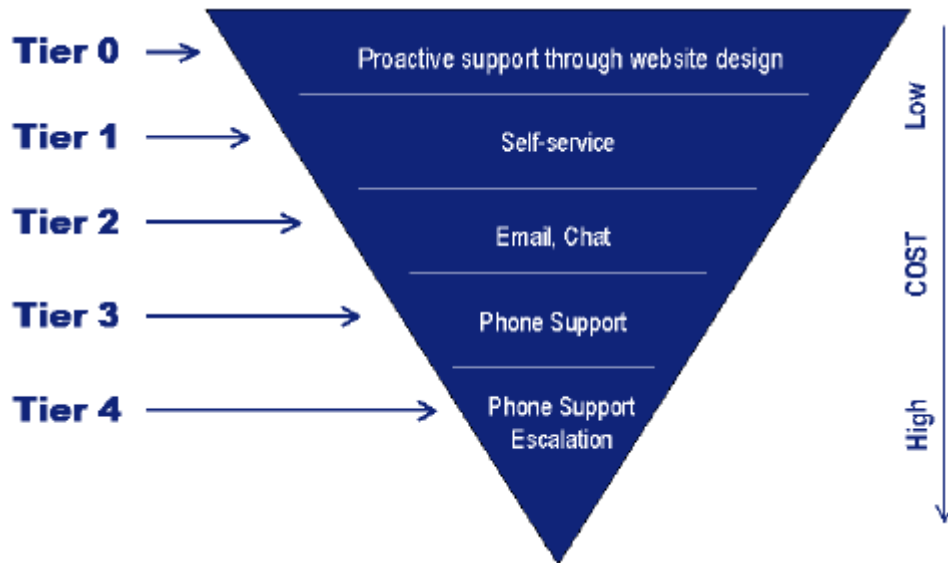 Tier 0
Proactive support through website design
Tier 1
Self-service
Tier 2
Email, Chat
Tier 3
Phone Support
Tier 4
Phone Support
Escalation
Low
COST
High